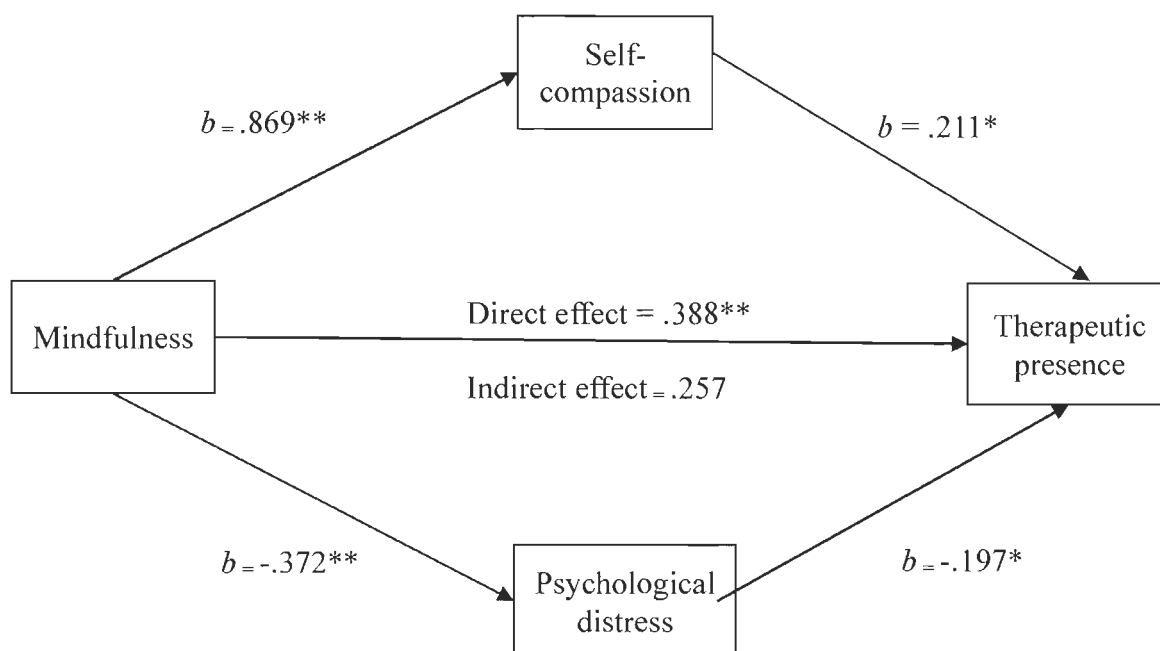 Self-
compassion
b = .869**
b = .211*
Mindfulness
Direct effect = .388**
Indirect effect = .257
Therapeutic
presence
b = -.372**
Psychological
distress
b = -.197*